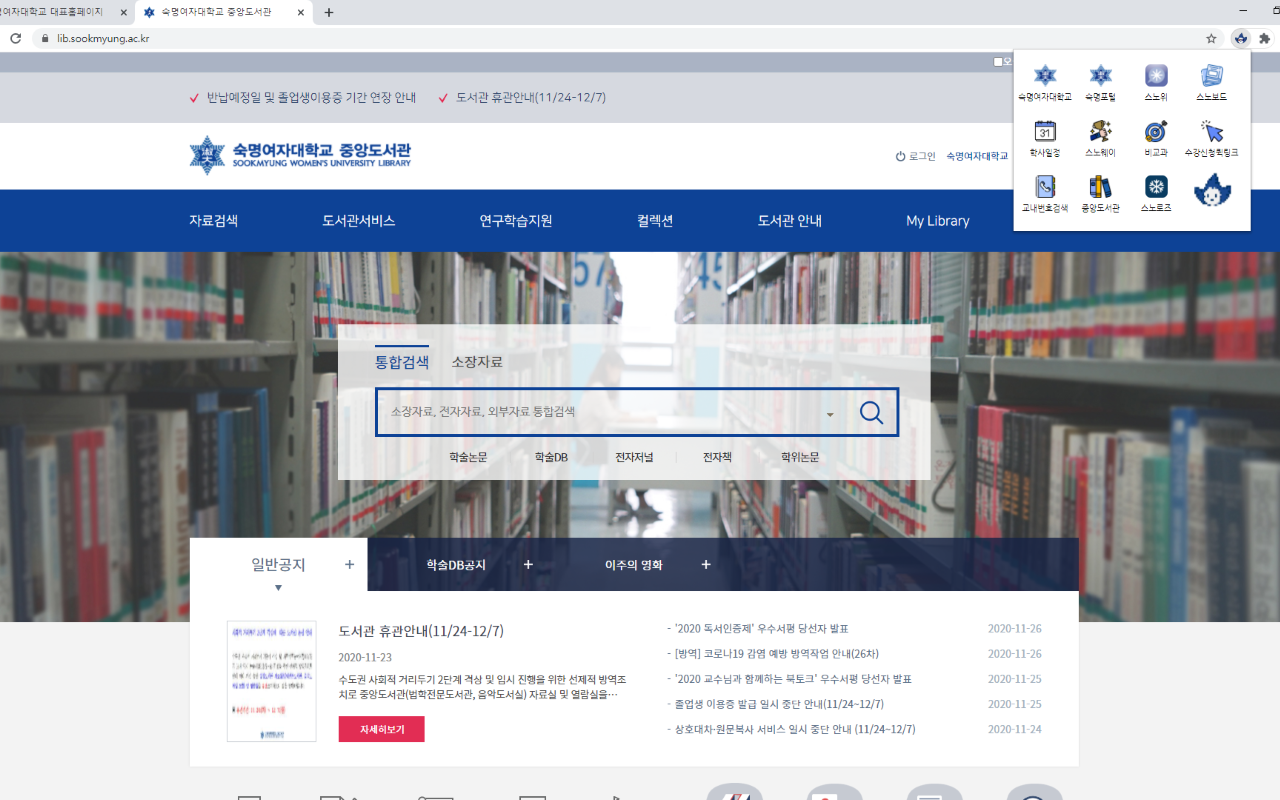 여자대학교 대표홈페이지
숙명여자대학교 중앙도서관
lib.sookmyung.ac.kr
오
반납예정일 및 졸업생이용증 기간 연장 안내
도서관 휴관안내(11/24-12/7)
숙명여자대학교 중앙도서관
SOOKMYUNG WOMEN'S UNIVERSITY LIBRARY
로그인 숙명여자대학교
숙명여자대학교 숙명포털 스노위 스노보드
31
학사일정 스노웨이 비교과 수강신청퀵링크
교내번호검색 중앙도서관 스노로즈
자료검색 도서관서비스 연구학습지원 컬렉션 도서관 안내 My Library
57 45
통합검색 소장자료
소장자료, 전자자료, 외부자료 통합검색
학술논문 학술DB 전자저널 전자책 학위논문
일반공지 + 학술DB공지 + 이주의 영화 +
도서관 휴관안내(11/24-12/7)
2020-11-23
수도권 사회적 거리두기 2단계 격상 및 입시 진행을 위한 선제적 방역조
치로 중앙도서관(법학전문도서관, 음악도서실) 자료실 및 열람실을…
자세히보기
- '2020 독서인증제' 우수서평 당선자 발표 2020-11-26
- [방역] 코로나19 감염 예방 방역작업 안내(26차) 2020-11-26
- '2020 교수님과 함께하는 북토크' 우수서평 당선자 발표 2020-11-25
- 졸업생 이용증 발급 일시 중단 안내(11/24~12/7) 2020-11-25
- 상호대차·원문복사 서비스 일시 중단 안내 (11/24~12/7) 2020-11-24